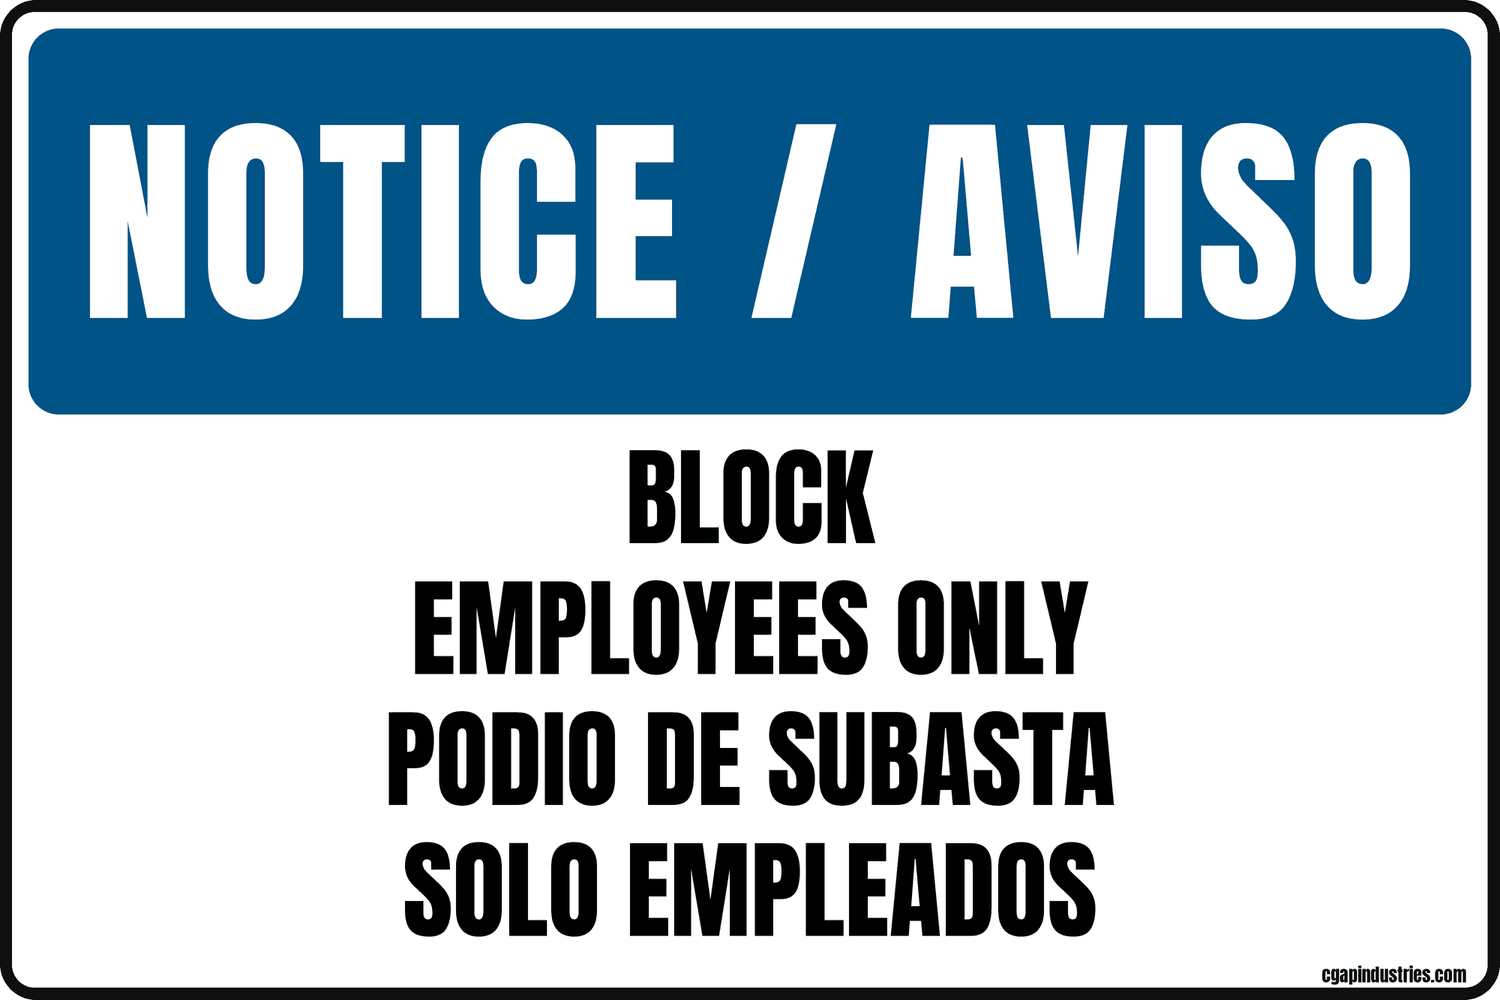 NOTICE / AVISO
BLOCK
EMPLOYEES ONLY
PODIO DE SUBASTA
SOLO EMPLEADOS
cgapindustries.com